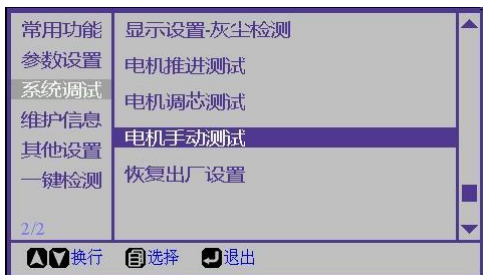 常用功能
参数设置
系统调试
维护信息
其他设置
一键检测
2/2
显示设置-灰尘检测
电机推进测试
电机调芯测试
电机手动测试
恢复出厂设置
换行 选择 退出